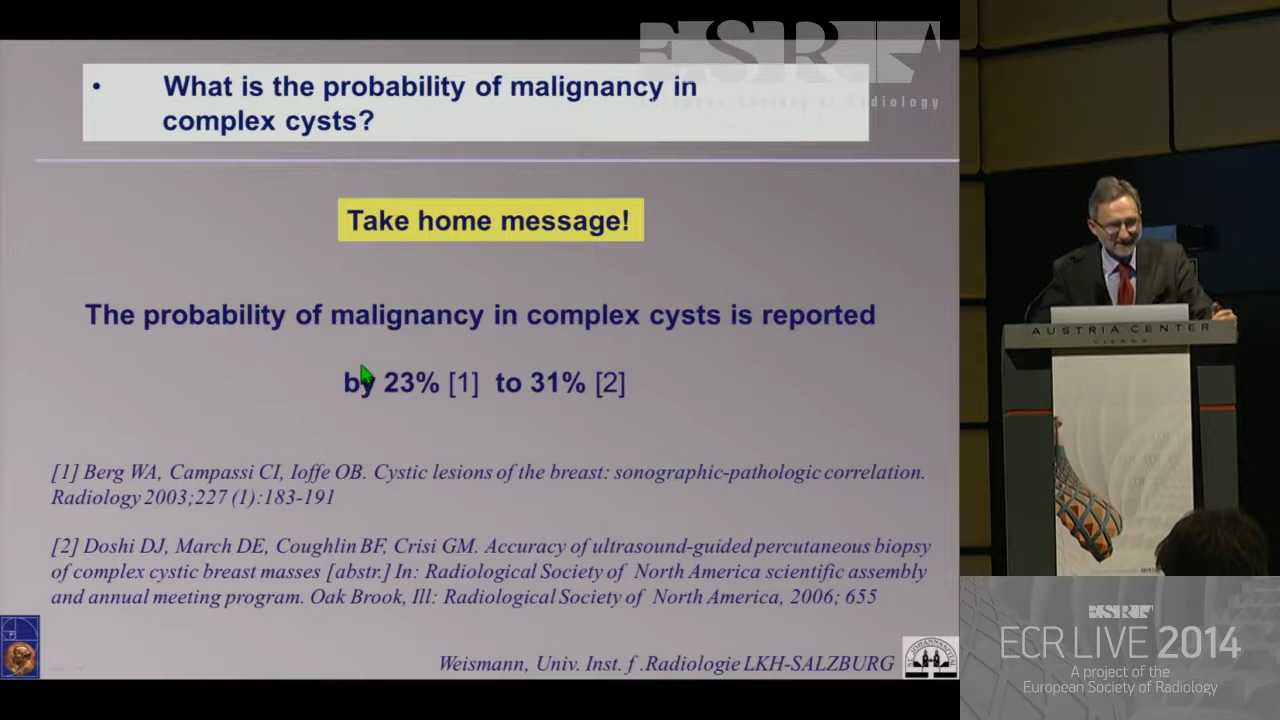 ESR
European Society of Radiology
• What is the probability of malignancy in
complex cysts?
Take home message!
The probability of malignancy in complex cysts is reported
by 23% [1] to 31% [2]
[1] Berg WA, Campassi CI, Ioffe OB. Cystic lesions of the breast: sonographic-pathologic correlation.
Radiology 2003;227 (1):183-191
[2] Doshi DJ, March DE, Coughlin BF, Crisi GM. Accuracy of ultrasound-guided percutaneous biopsy
of complex cystic breast masses [abstr.] In: Radiological Society of North America scientific assembly
and annual meeting program. Oak Brook, Ill: Radiological Society of North America, 2006; 655
Weismann, Univ. Inst. f .Radiologie LKH-SALZBURG
AUSTRIA CENTER
VIENNA
ESR
ECR LIVE 2014
A project of the
European Society of Radiology